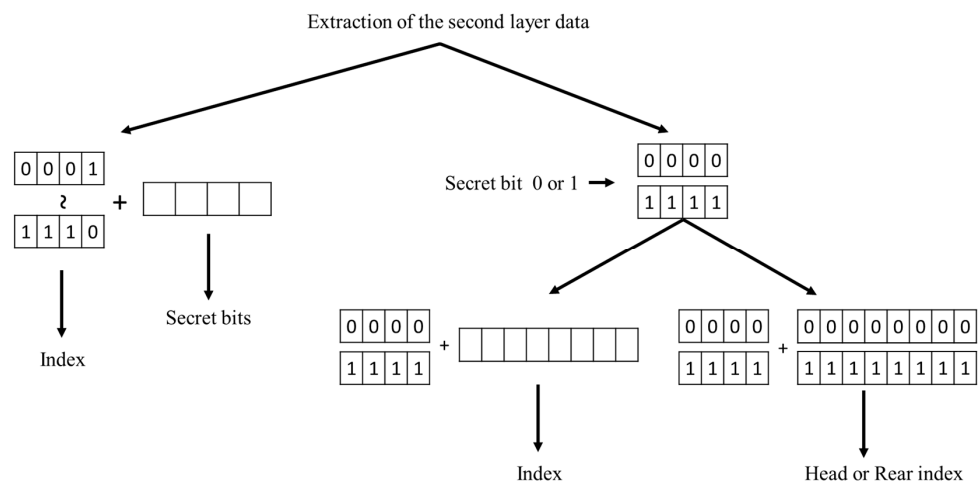 Extraction of the second layer data
0 0 0 1
~
1 1 1 0
+
Secret bits
Index
Secret bit 0 or 1
0 0 0 0
1 1 1 1
0 0 0 0
1 1 1 1
+
Index
0 0 0 0
1 1 1 1
+
0 0 0 0 0 0 0 0
1 1 1 1 1 1 1 1
Head or Rear index